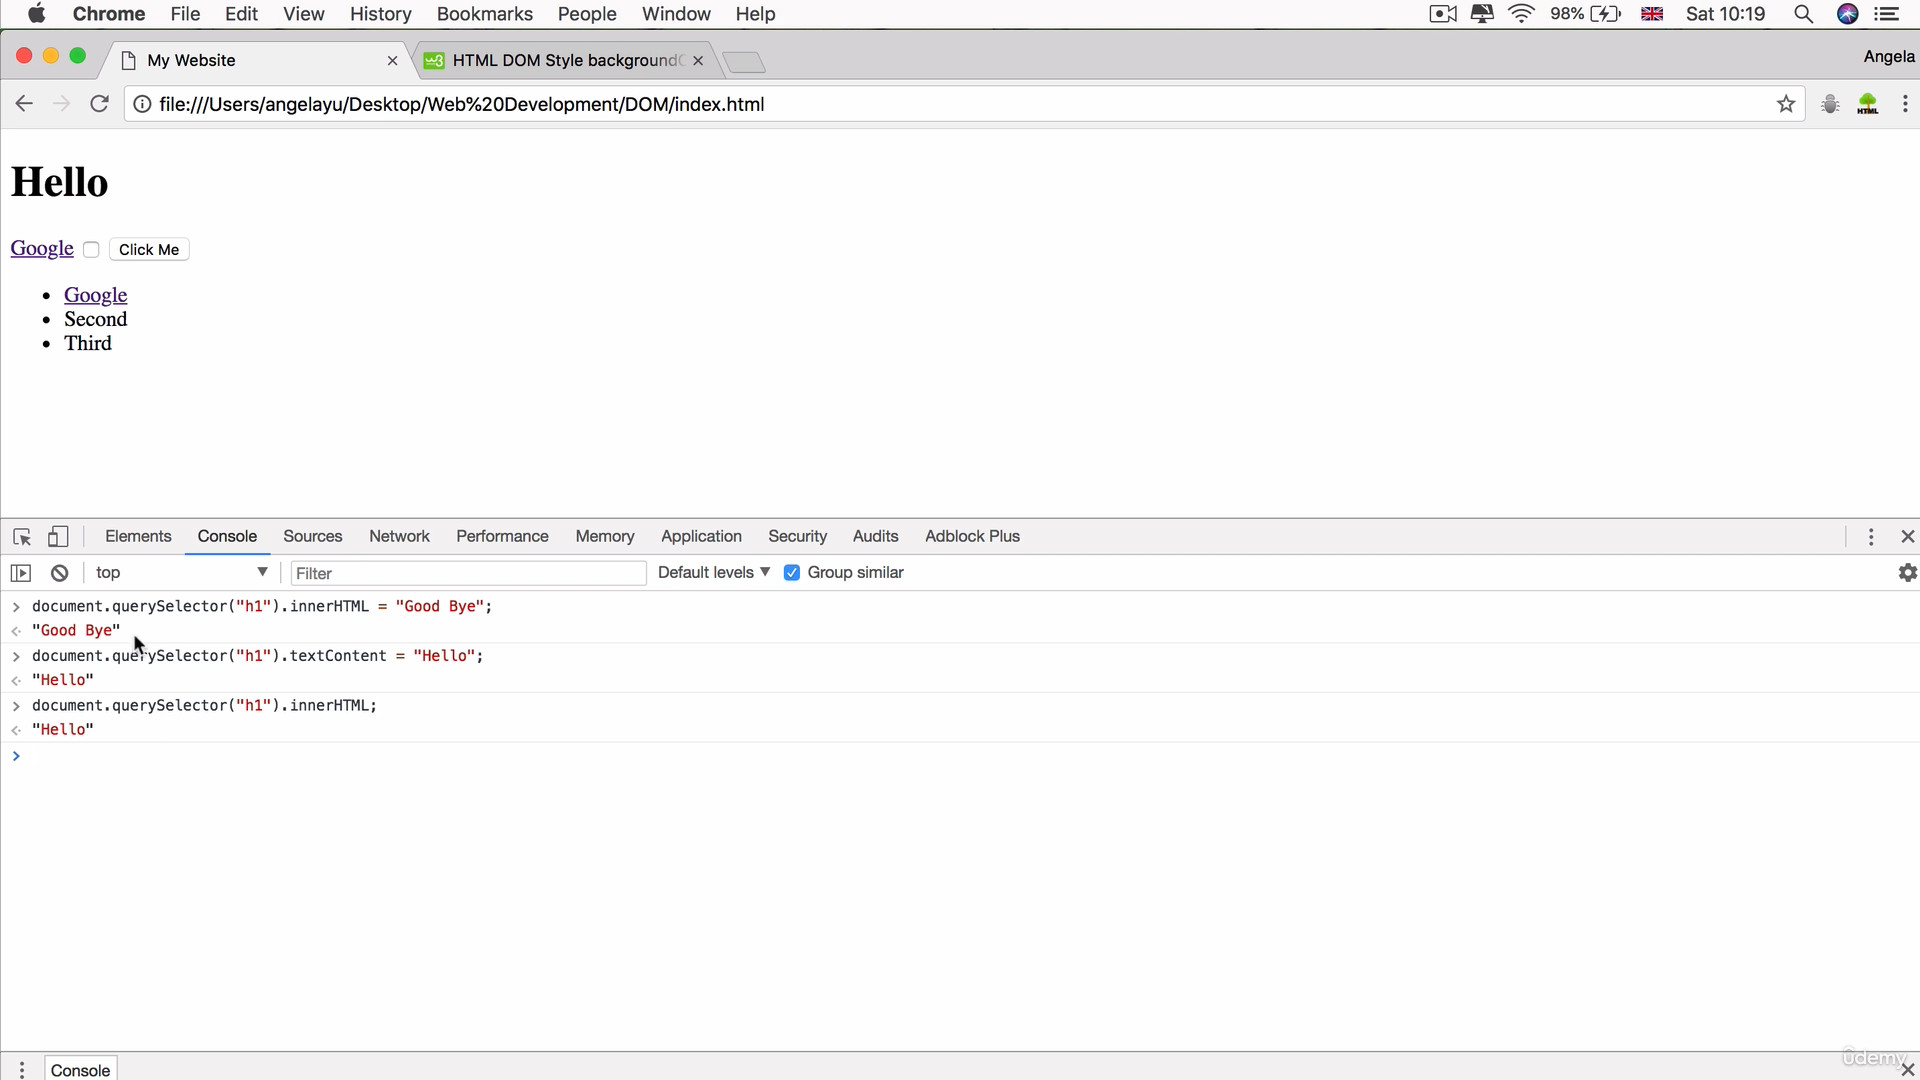 Chrome File Edit View History Bookmarks People Window Help 98% Sat 10:19
My Website HTML DOM Style background Angela
file:///Users/angelayu/Desktop/Web%20Development/DOM/index.html HTML
Hello
Google Click Me
Google
Second
Third
Elements Console Sources Network Performance Memory Application Security Audits Adblock Plus
top Filter Default levels Group similar
document.querySelector("h1").innerHTML = "Good Bye";
"Good Bye"
document.querySelector("h1").textContent = "Hello";
"Hello"
document.querySelector("h1").innerHTML;
"Hello"
Console
ûdemy